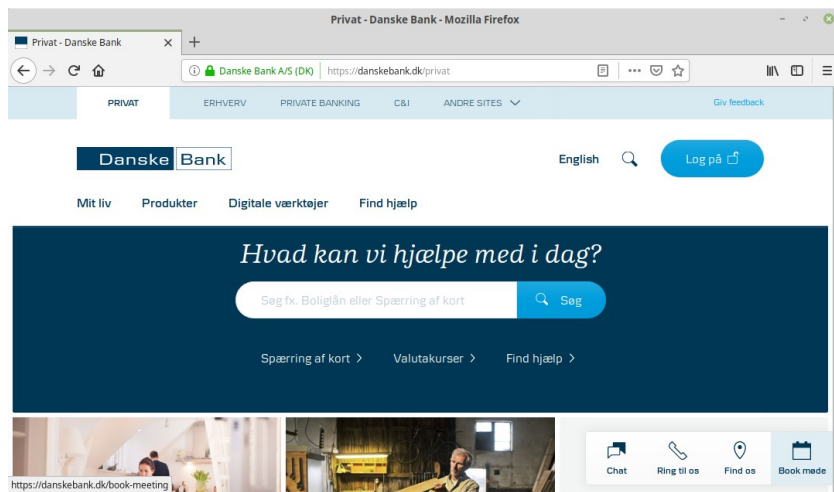 Privat - Danske Bank - Mozilla Firefox
Privat - Danske Bank
Danske Bank A/S (DK) https://danskebank.dk/privat
PRIVAT ERHVERV PRIVATE BANKING C&I ANDRE SITES Giv feedback
Danske Bank English Log på
Mit liv Produkter Digitale værktøjer Find hjælp
Hvad kan vi hjælpe med i dag?
Søg fx. Boliglån eller Spærring af kort Søg
Spærring af kort Valutakurser Find hjælp
Chat Ring til os Find os Book møde
https://danskebank.dk/book-meeting